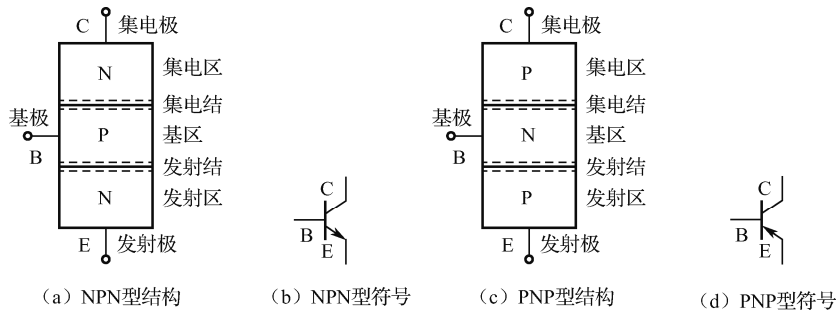 C 集电极
N 集电区
集电结
基极 P 基区
B
发射结
N 发射区
E 发射极
(a) NPN型结构
C
B
E
(b) NPN型符号
C 集电极
P 集电区
集电结
基极 N 基区
B
发射结
P 发射区
E 发射极
(c) PNP型结构
C
B
E
(d) PNP型符号